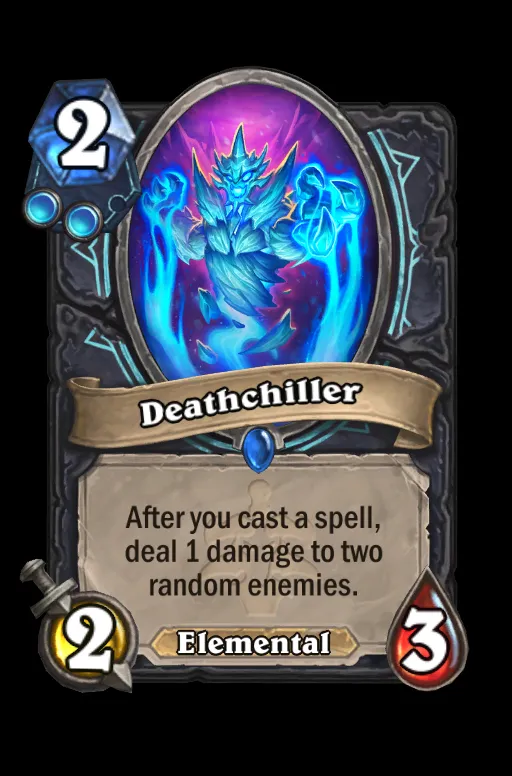 2
Deathchiller
After you cast a spell,
deal 1 damage to two
random enemies.
2
Elemental
3